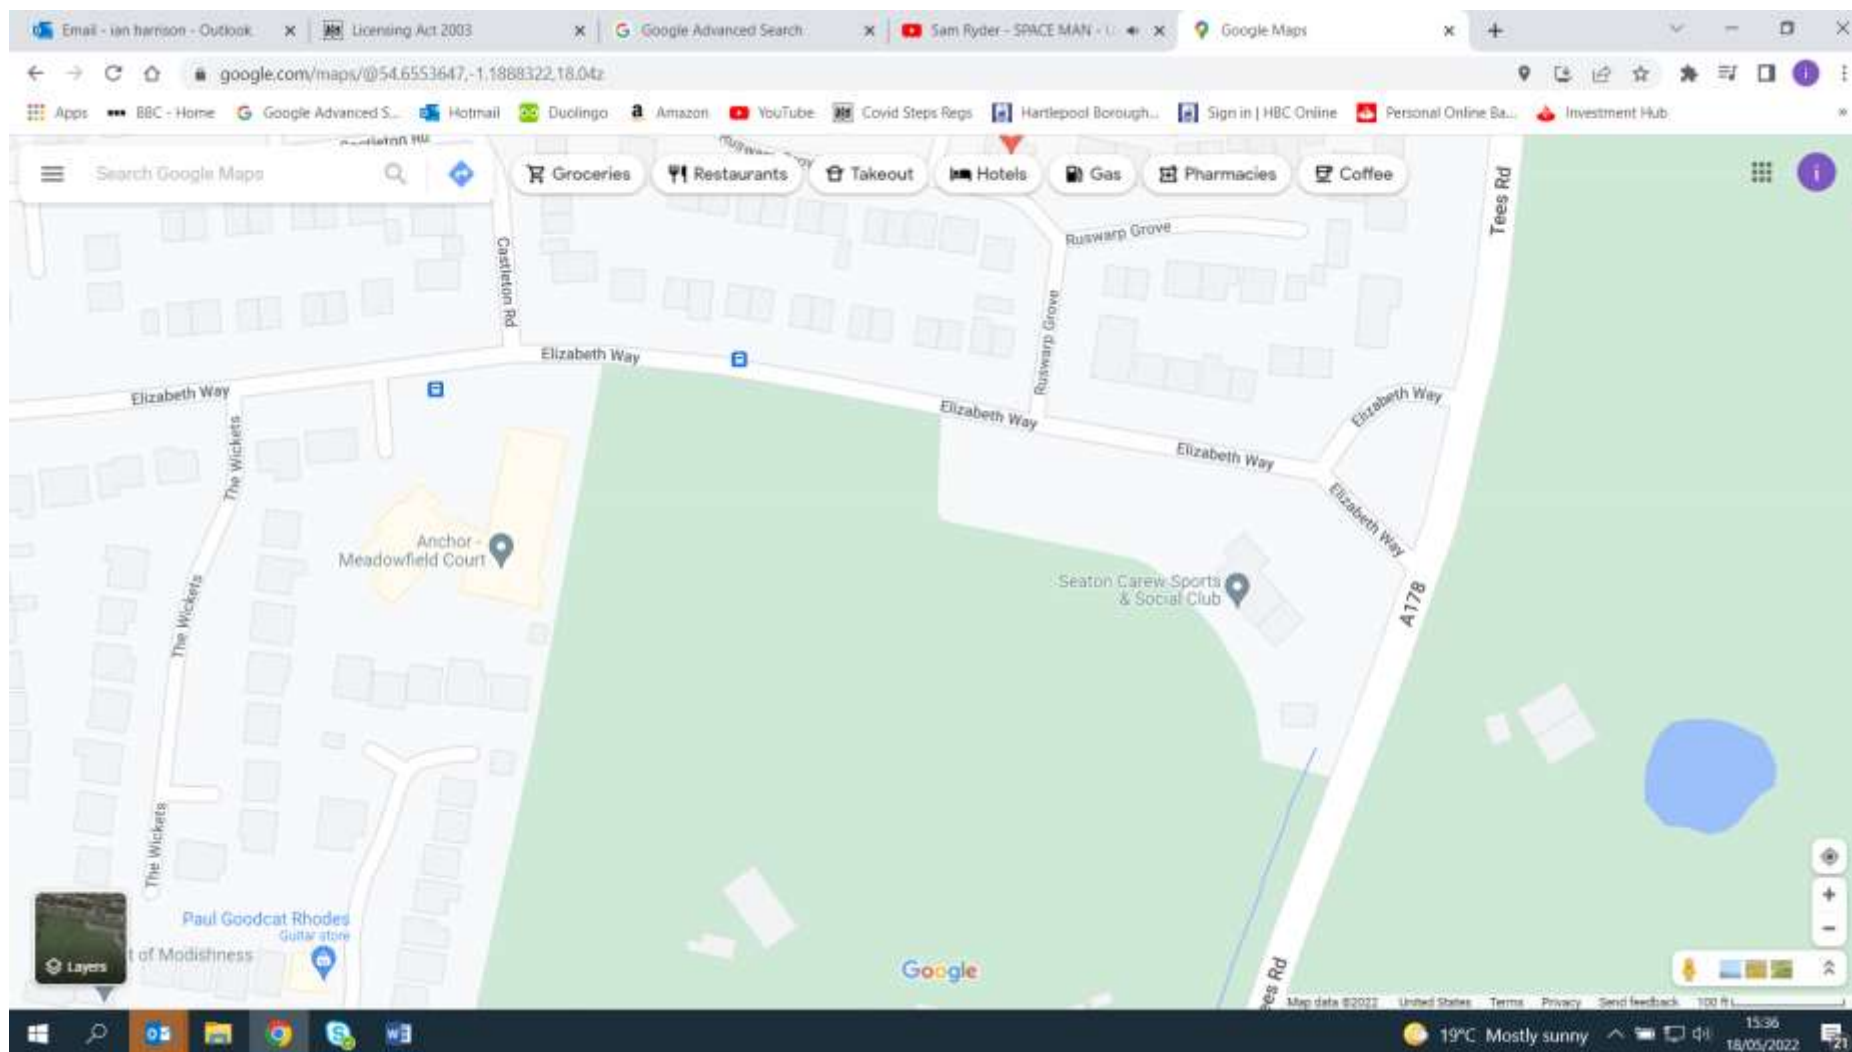 Email - ian harrison - Outlook
Licensing Act 2003
Google Advanced Search
Sam Ryder - SPACE MAN - U
Google Maps
google.com/maps/@54.6553647,-1.1888322,18.04z
Apps
BBC - Home
Google Advanced S...
Hotmail
Duolingo
Amazon
YouTube
Covid Steps Regs
Hartlepool Borough...
Sign in | HBC Online
Personal Online Ba...
Investment Hub
Search Google Maps
Groceries
Restaurants
Takeout
Hotels
Gas
Pharmacies
Coffee
i
Tees Rd
Ruswarp Grove
Castleton Rd
Ruswarp Grove
Elizabeth Way
Elizabeth Way
Elizabeth Way
Elizabeth Way
Elizabeth Way
Elizabeth Way
The Wickets
Anchor -
Meadowfield Court
Seaton Carew Sports
& Social Club
A178
The Wickets
The Wickets
Paul Goodcat Rhodes
Guitar store
t of Modishness
Layers
Google
ees Rd
Map data ©2022
United States
Terms
Privacy
Send feedback
100 ft
19°C Mostly sunny
15:36
18/05/2022
21